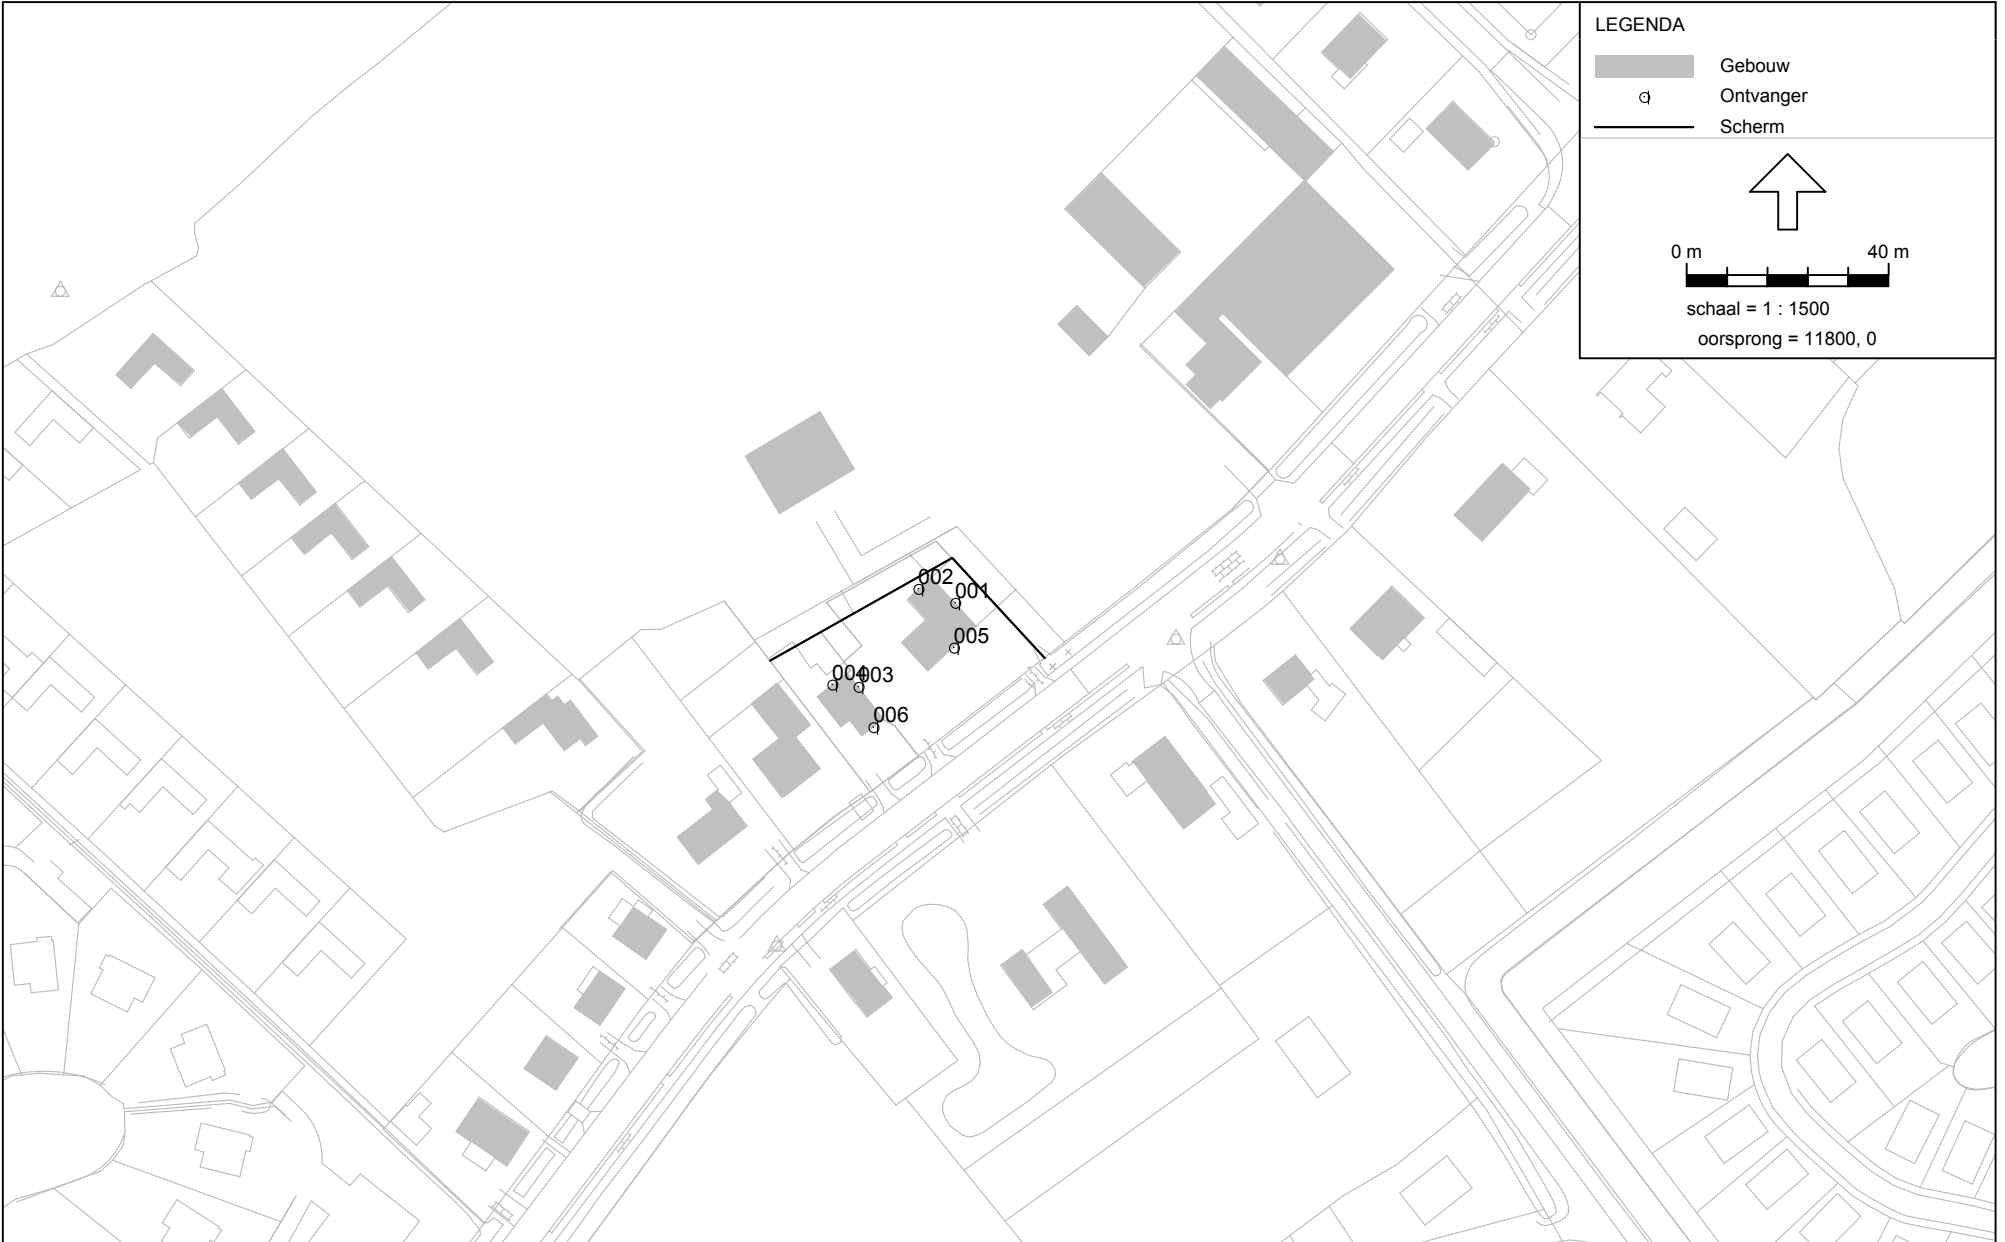 LEGENDA
Gebouw
Ontvanger
Scherm
0 m 40 m
schaal = 1 : 1500
oorsprong = 11800, 0
002
001
005
004
003
006